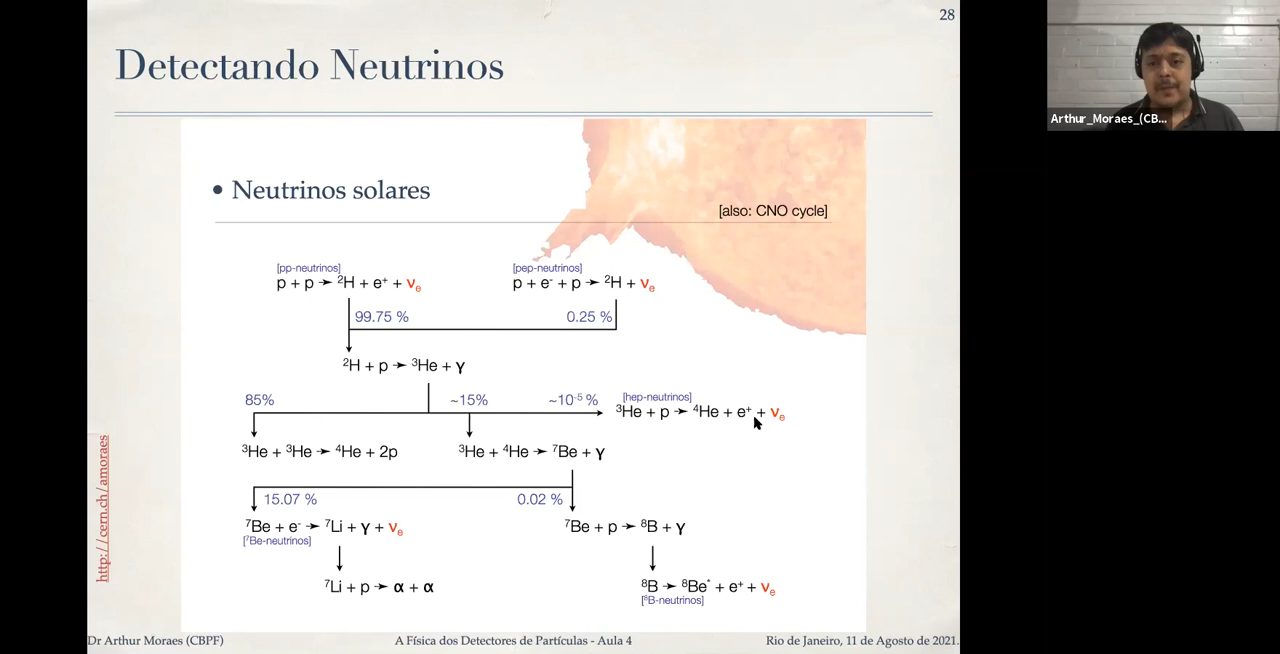 28
Detectando Neutrinos
Arthur_Moraes_(CB...
• Neutrinos solares
[also: CNO cycle]
[pp-neutrinos]
p + p → ²H + e⁺ + νₑ
[pep-neutrinos]
p + e⁻ + p → ²H + νₑ
99.75 %
0.25 %
²H + p → ³He + γ
85%
~15%
~10⁻⁵ %
[hep-neutrinos]
³He + p → ⁴He + e⁺ + νₑ
³He + ³He → ⁴He + 2p
³He + ⁴He → ⁷Be + γ
15.07 %
0.02 %
⁷Be + e⁻ → ⁷Li + γ + νₑ
[⁷Be-neutrinos]
⁷Be + p → ⁸B + γ
⁷Li + p → α + α
⁸B → ⁸Be* + e⁺ + νₑ
[⁸B-neutrinos]
http://cern.ch/amoraes
Dr Arthur Moraes (CBPF)
A Física dos Detectores de Partículas - Aula 4
Rio de Janeiro, 11 de Agosto de 2021.